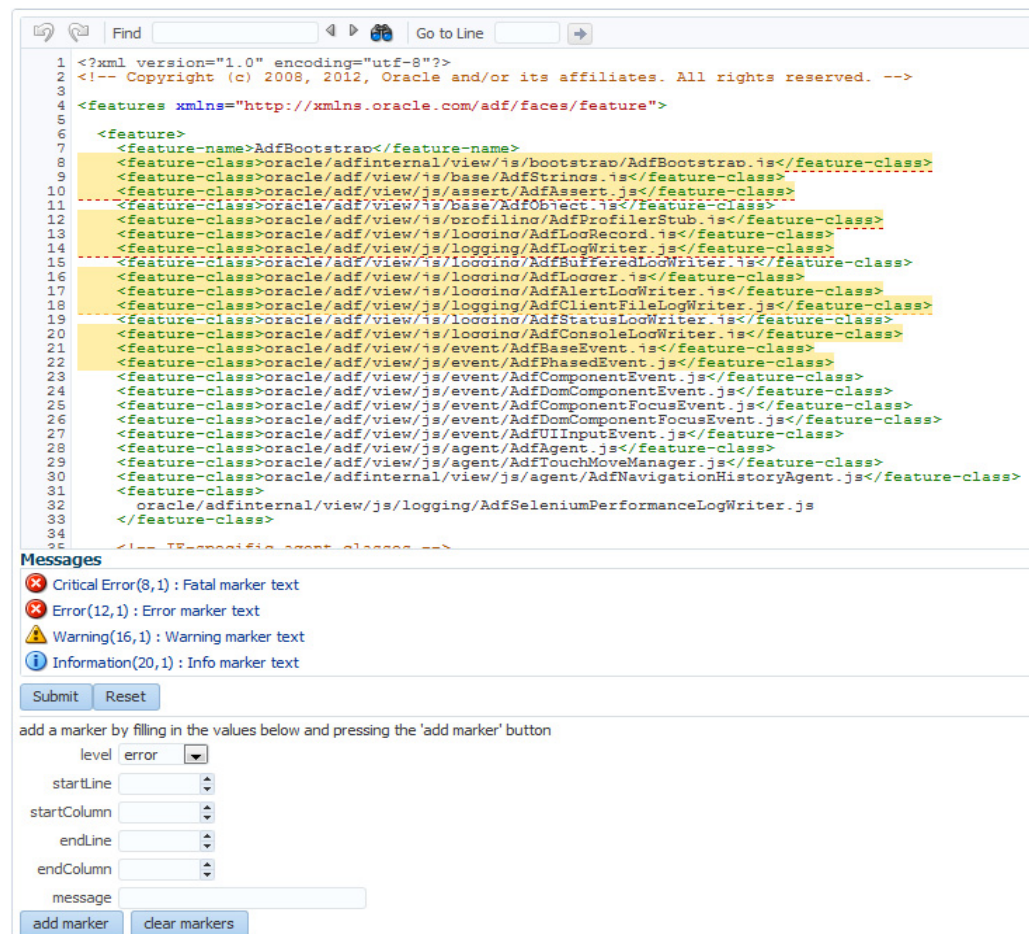 Find Go to Line
1 <?xml version="1.0" encoding="utf-8"?>
2 <!-- Copyright (c) 2008, 2012, Oracle and/or its affiliates. All rights reserved. -->
3
4 <features xmlns="http://xmlns.oracle.com/adf/faces/feature">
5
6 <feature>
7 <feature-name>AdfBootstrap</feature-name>
8 <feature-class>oracle/adfinternal/view/js/bootstrap/AdfBootstrap.js</feature-class>
9 <feature-class>oracle/adf/view/js/base/AdfStrings.js</feature-class>
10 <feature-class>oracle/adf/view/js/assert/AdfAssert.js</feature-class>
11 <feature-class>oracle/adf/view/js/base/AdfObject.js</feature-class>
12 <feature-class>oracle/adf/view/js/profiling/AdfProfilerStub.js</feature-class>
13 <feature-class>oracle/adf/view/js/logging/AdfLogRecord.js</feature-class>
14 <feature-class>oracle/adf/view/js/logging/AdfLogWriter.js</feature-class>
15 <feature-class>oracle/adf/view/js/logging/AdfBufferedLogWriter.js</feature-class>
16 <feature-class>oracle/adf/view/js/logging/AdfLogger.js</feature-class>
17 <feature-class>oracle/adf/view/js/logging/AdfAlertLogWriter.js</feature-class>
18 <feature-class>oracle/adf/view/js/logging/AdfClientFileLogWriter.js</feature-class>
19 <feature-class>oracle/adf/view/js/logging/AdfStatusLogWriter.js</feature-class>
20 <feature-class>oracle/adf/view/js/logging/AdfConsoleLogWriter.js</feature-class>
21 <feature-class>oracle/adf/view/js/event/AdfBaseEvent.js</feature-class>
22 <feature-class>oracle/adf/view/js/event/AdfPhasedEvent.js</feature-class>
23 <feature-class>oracle/adf/view/js/event/AdfComponentEvent.js</feature-class>
24 <feature-class>oracle/adf/view/js/event/AdfDomComponentEvent.js</feature-class>
25 <feature-class>oracle/adf/view/js/event/AdfComponentFocusEvent.js</feature-class>
26 <feature-class>oracle/adf/view/js/event/AdfDomComponentFocusEvent.js</feature-class>
27 <feature-class>oracle/adf/view/js/event/AdfUIInputEvent.js</feature-class>
28 <feature-class>oracle/adf/view/js/agent/AdfAgent.js</feature-class>
29 <feature-class>oracle/adf/view/js/agent/AdfTouchMoveManager.js</feature-class>
30 <feature-class>oracle/adfinternal/view/js/agent/AdfNavigationHistoryAgent.js</feature-class>
31 <feature-class>
32 oracle/adfinternal/view/js/logging/AdfSeleniumPerformanceLogWriter.js
33 </feature-class>
34
35 <!-- IE-specific agent classes -->
Messages
Critical Error(8,1) : Fatal marker text
Error(12,1) : Error marker text
Warning(16,1) : Warning marker text
Information(20,1) : Info marker text
Submit Reset
add a marker by filling in the values below and pressing the 'add marker' button
level error
startLine
startColumn
endLine
endColumn
message
add marker clear markers